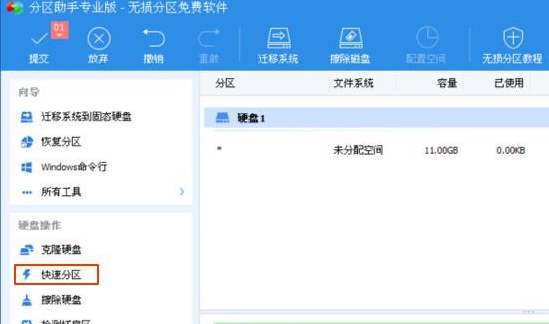 分区助手专业版 - 无损分区免费软件
01
提交 放弃 撤销 重做 迁移系统 擦除磁盘 配置空间 无损分区教程
向导
迁移系统到固态硬盘
恢复分区
Windows命令行
所有工具
硬盘操作
克隆硬盘
快速分区
擦除硬盘
分区 文件系统 容量 已使用
硬盘1
* 未分配空间 11.00GB 0.00KB